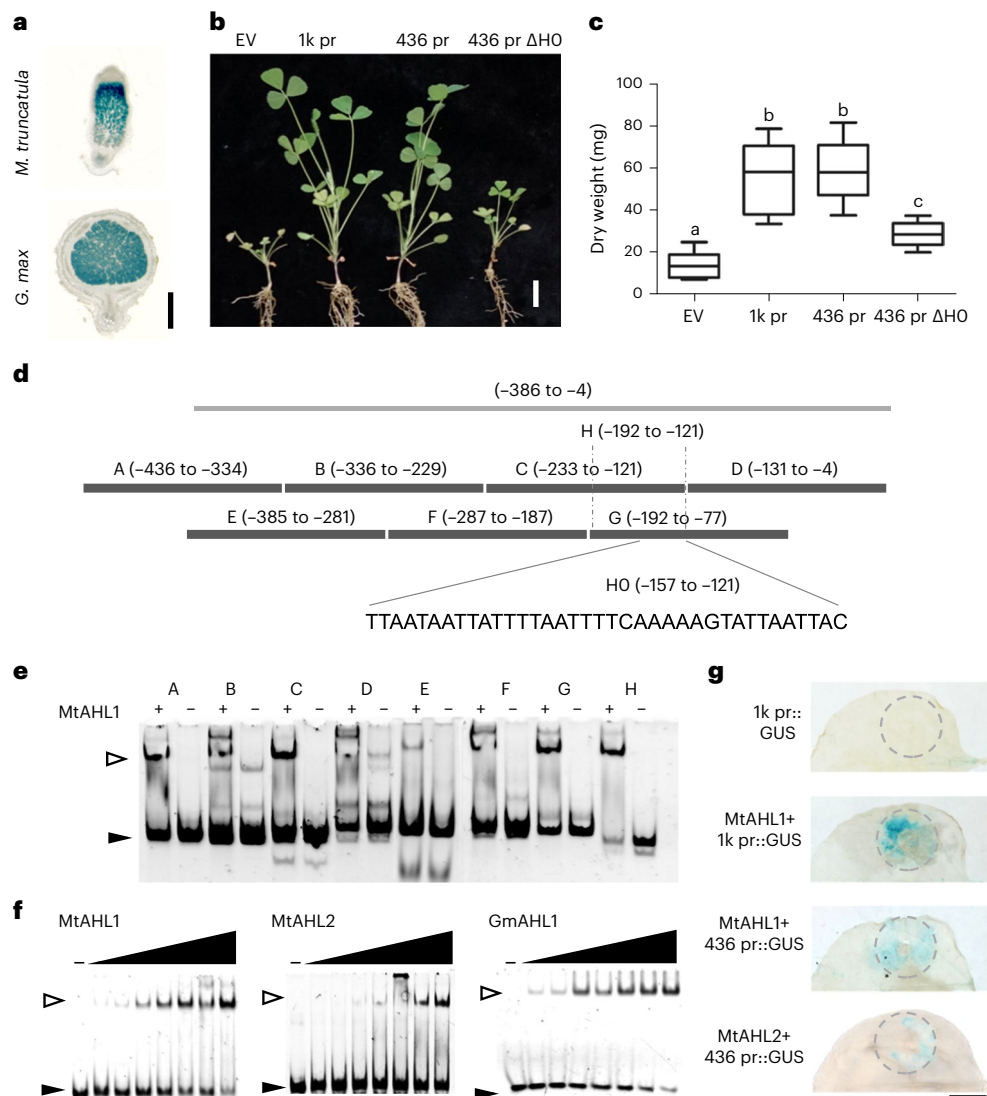 a
M. truncatula
G. max
b
EV 1k pr 436 pr 436 pr ΔH0
c
Dry weight (mg)
100
80
60
40
20
0
a
b
b
c
EV 1k pr 436 pr 436 pr ΔH0
d
(–386 to –4)
H (–192 to –121)
A (–436 to –334) B (–336 to –229) C (–233 to –121) D (–131 to –4)
E (–385 to –281) F (–287 to –187) G (–192 to –77)
H0 (–157 to –121)
TTAATAATTATTTTAATTTTCAAAAAGTATTAATTAC
e
A B C D E F G H
MtAHL1 + – + – + – + – + – + – + – + –
f
MtAHL1 MtAHL2 GmAHL1
– – –
g
1k pr::
GUS
MtAHL1+
1k pr::GUS
MtAHL1+
436 pr::GUS
MtAHL2+
436 pr::GUS